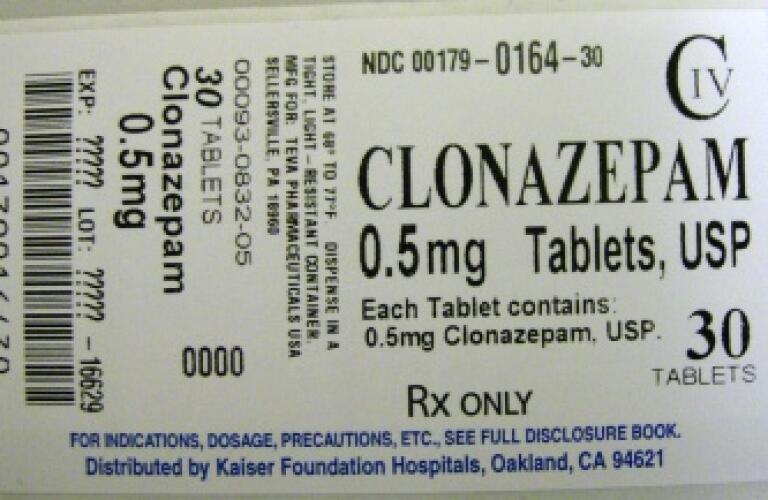 NDC 00179-0164-30
CIV
CLONAZEPAM
0.5mg Tablets, USP
Each Tablet contains:
0.5mg Clonazepam, USP.
30
TABLETS
Rx ONLY
FOR INDICATIONS, DOSAGE, PRECAUTIONS, ETC., SEE FULL DISCLOSURE BOOK.
Distributed by Kaiser Foundation Hospitals, Oakland, CA 94621
STORE AT 68° TO 77°F. DISPENSE IN A
TIGHT, LIGHT-RESISTANT CONTAINER.
MFG FOR: TEVA PHARMACEUTICALS USA
SELLERSVILLE, PA 18960
00093-0832-05
30 TABLETS
Clonazepam
0.5mg
EXP: ????? LOT: ????? -16629
0000